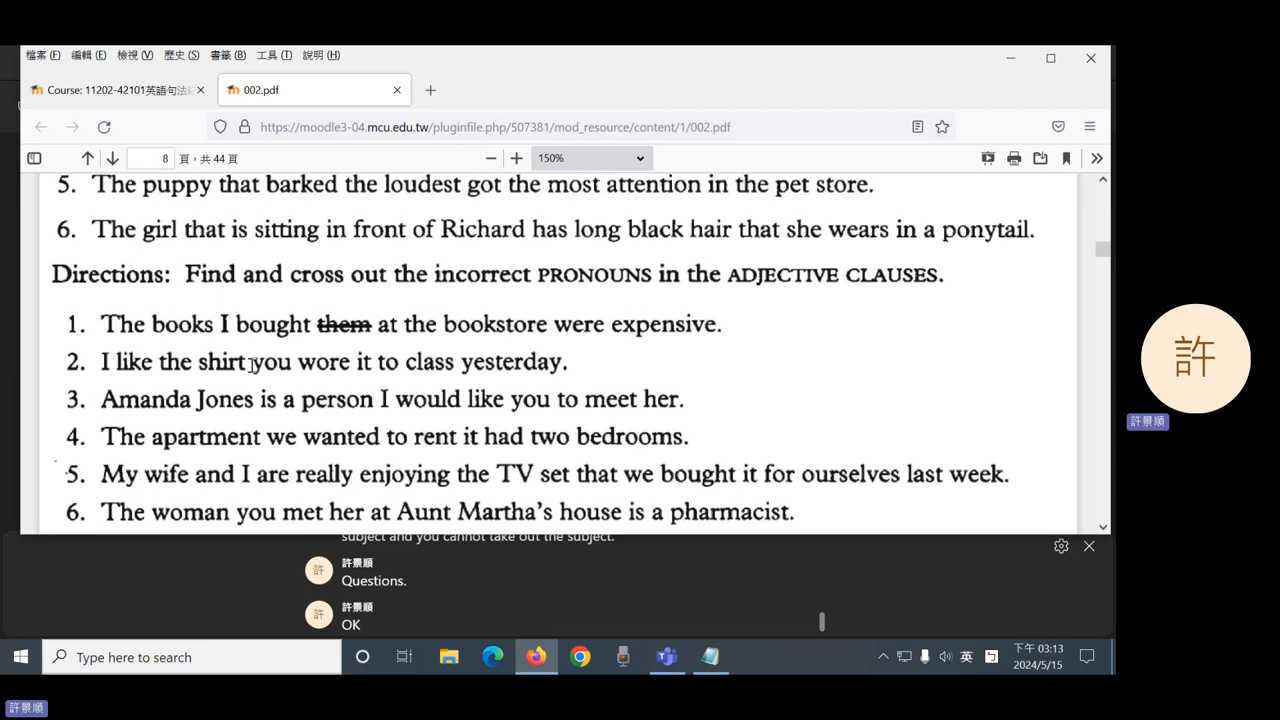 檔案(F) 編輯(E) 檢視(V) 歷史(S) 書籤(B) 工具(T) 說明(H)
Course: 11202-42101英語句法
002.pdf
https://moodle3-04.mcu.edu.tw/pluginfile.php/507381/mod_resource/content/1/002.pdf
8 頁，共 44 頁
150%
5. The puppy that barked the loudest got the most attention in the pet store.
6. The girl that is sitting in front of Richard has long black hair that she wears in a ponytail.
Directions: Find and cross out the incorrect PRONOUNS in the ADJECTIVE CLAUSES.
1. The books I bought them at the bookstore were expensive.
2. I like the shirt you wore it to class yesterday.
3. Amanda Jones is a person I would like you to meet her.
4. The apartment we wanted to rent it had two bedrooms.
5. My wife and I are really enjoying the TV set that we bought it for ourselves last week.
6. The woman you met her at Aunt Martha's house is a pharmacist.
許
許景順
subject and you cannot take out the subject.
許 許景順
Questions.
許 許景順
OK
Type here to search
英
下午 03:13
2024/5/15
許景順